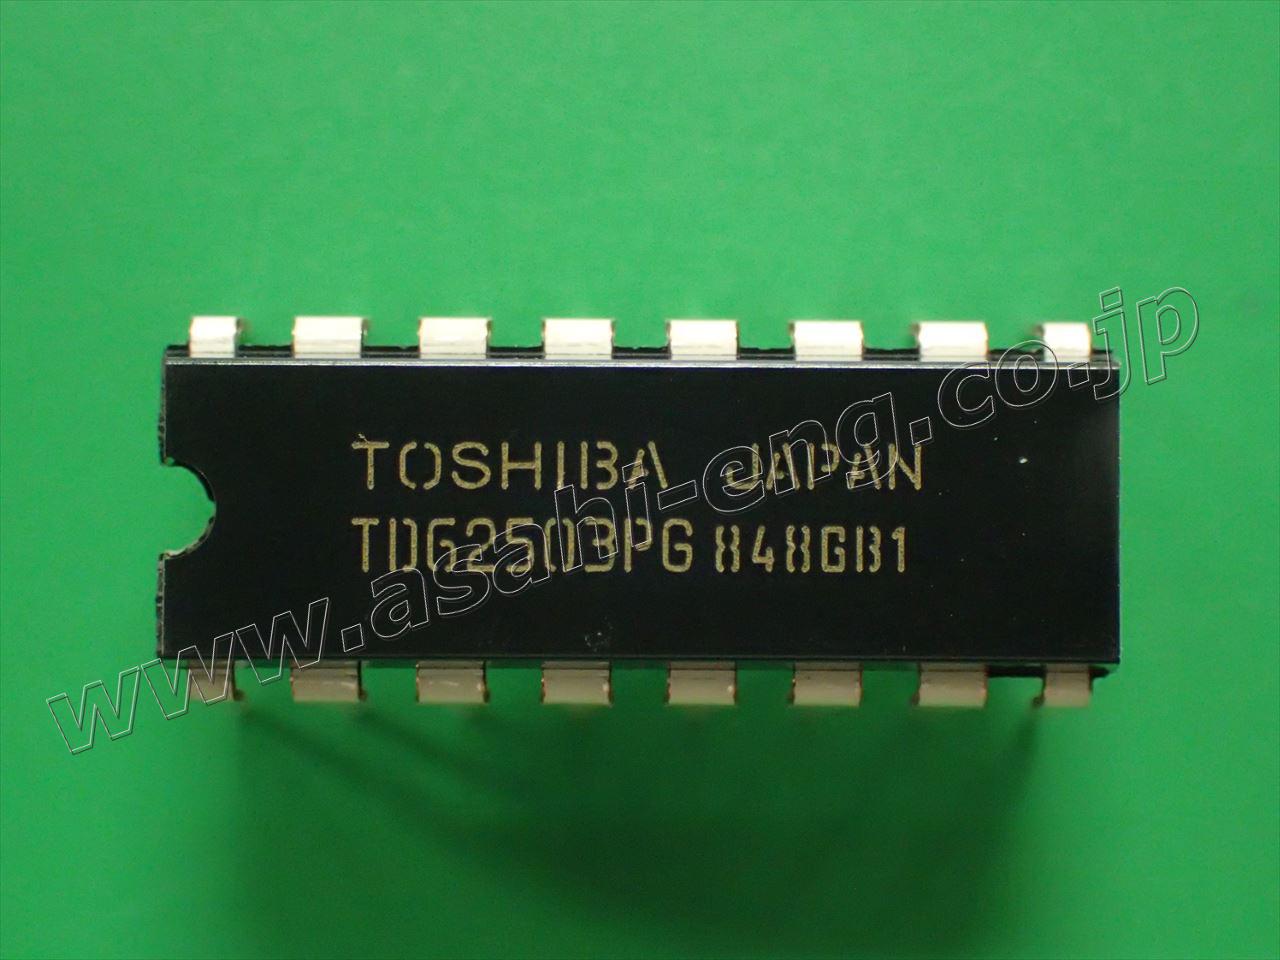 TOSHIBA JAPAN
TD62503PG 848GB1
www.asahi-eng.co.jp